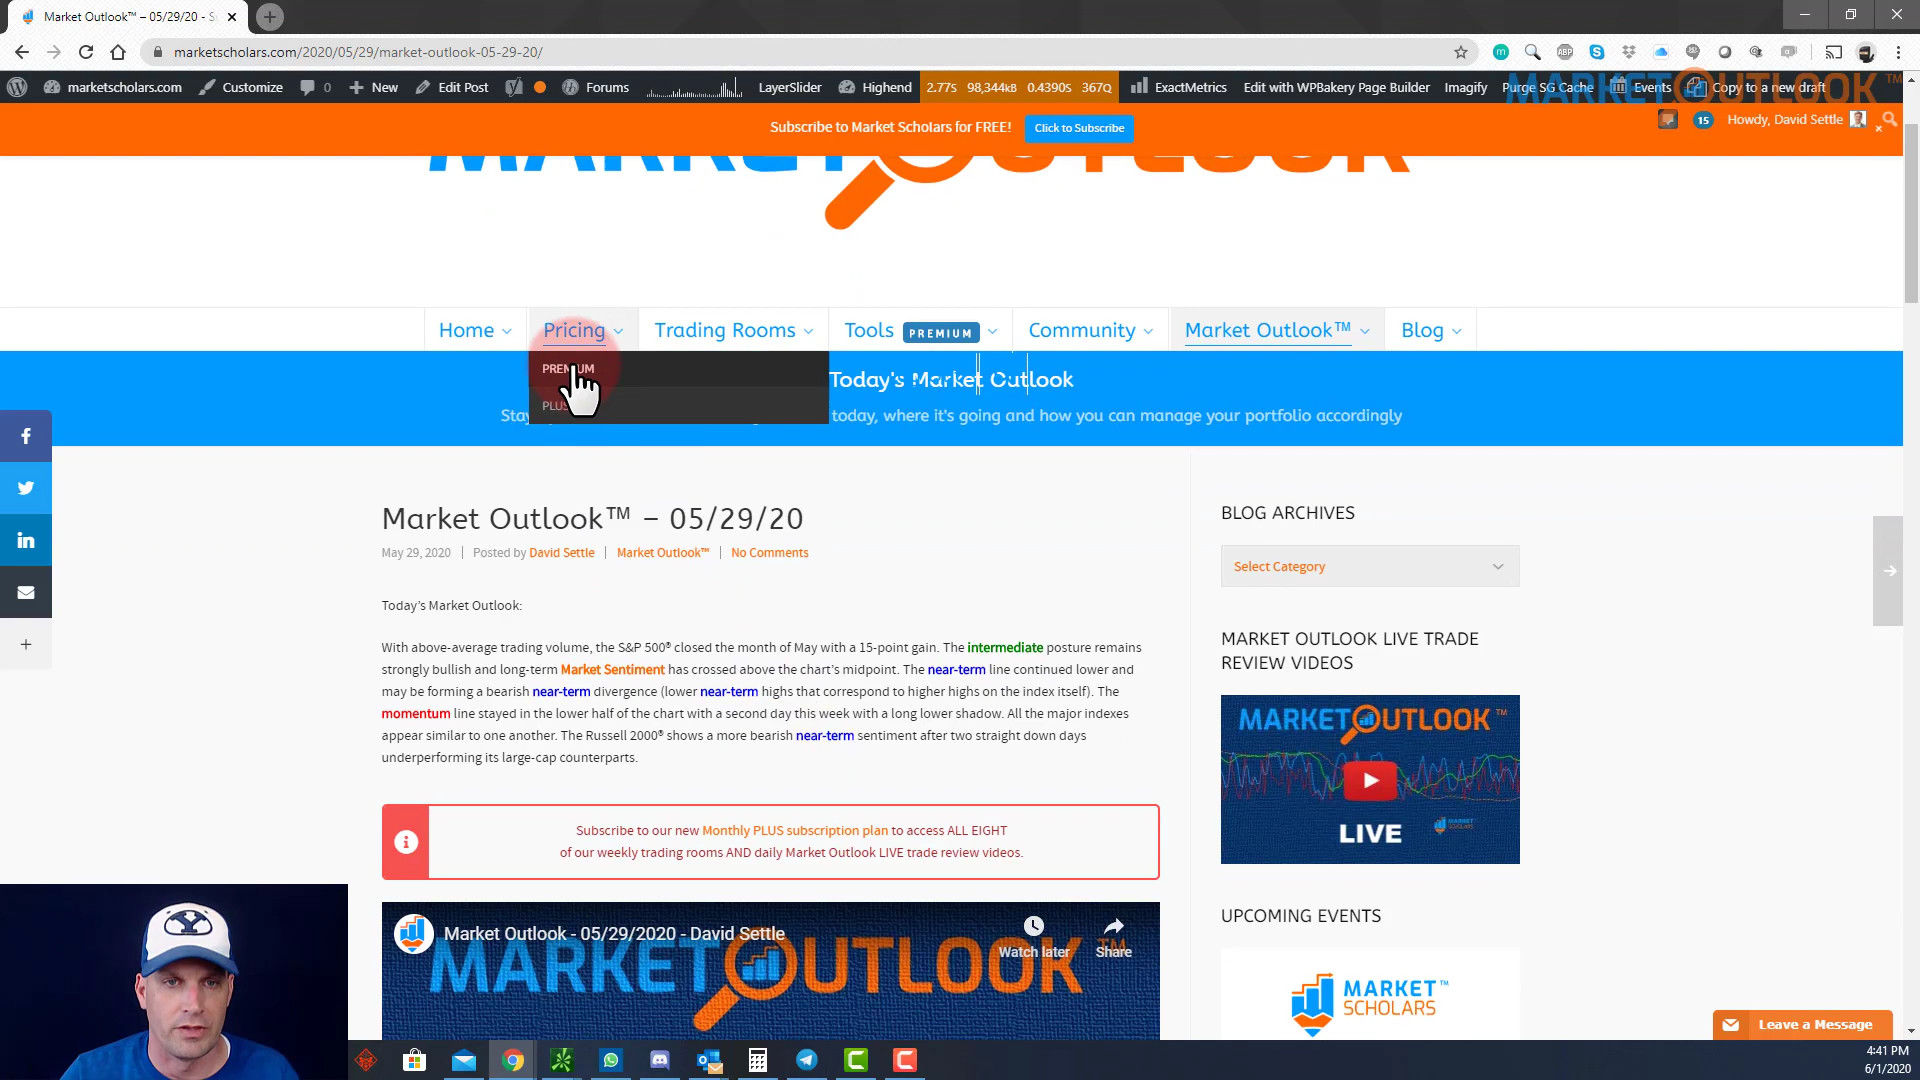 Market Outlook™ – 05/29/20 - S
marketscholars.com/2020/05/29/market-outlook-05-29-20/
marketscholars.com Customize 0 New Edit Post Forums LayerSlider Highend 2.77s 98,344kB 0.4390s 367Q ExactMetrics Edit with WPBakery Page Builder Imagify Purge SG Cache Events Copy to a new draft
MARKET OUTLOOK™
Subscribe to Market Scholars for FREE! Click to Subscribe
15 Howdy, David Settle
MARKET OUTLOOK
Home Pricing Trading Rooms Tools PREMIUM Community Market Outlook™ Blog
PREMIUM
PLUS
Today's Market Outlook
Stay today, where it's going and how you can manage your portfolio accordingly
Market Outlook™ – 05/29/20
May 29, 2020 | Posted by David Settle | Market Outlook™ | No Comments
Today's Market Outlook:
With above-average trading volume, the S&P 500® closed the month of May with a 15-point gain. The intermediate posture remains
strongly bullish and long-term Market Sentiment has crossed above the chart's midpoint. The near-term line continued lower and
may be forming a bearish near-term divergence (lower near-term highs that correspond to higher highs on the index itself). The
momentum line stayed in the lower half of the chart with a second day this week with a long lower shadow. All the major indexes
appear similar to one another. The Russell 2000® shows a more bearish near-term sentiment after two straight down days
underperforming its large-cap counterparts.
Subscribe to our new Monthly PLUS subscription plan to access ALL EIGHT
of our weekly trading rooms AND daily Market Outlook LIVE trade review videos.
Market Outlook - 05/29/2020 - David Settle
Watch later
Share
MARKET OUTLOOK™
BLOG ARCHIVES
Select Category
MARKET OUTLOOK LIVE TRADE
REVIEW VIDEOS
MARKET OUTLOOK™
LIVE
MARKET
SCHOLARS
UPCOMING EVENTS
MARKET™
SCHOLARS
Leave a Message
4:41 PM
6/1/2020